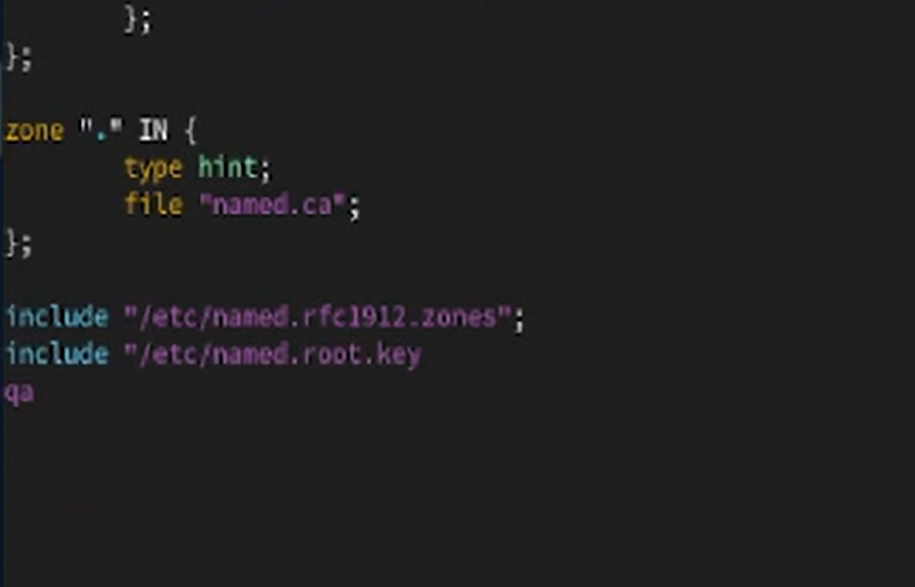 };
};
zone "." IN {
type hint;
file "named.ca";
};
include "/etc/named.rfc1912.zones";
include "/etc/named.root.key
qa